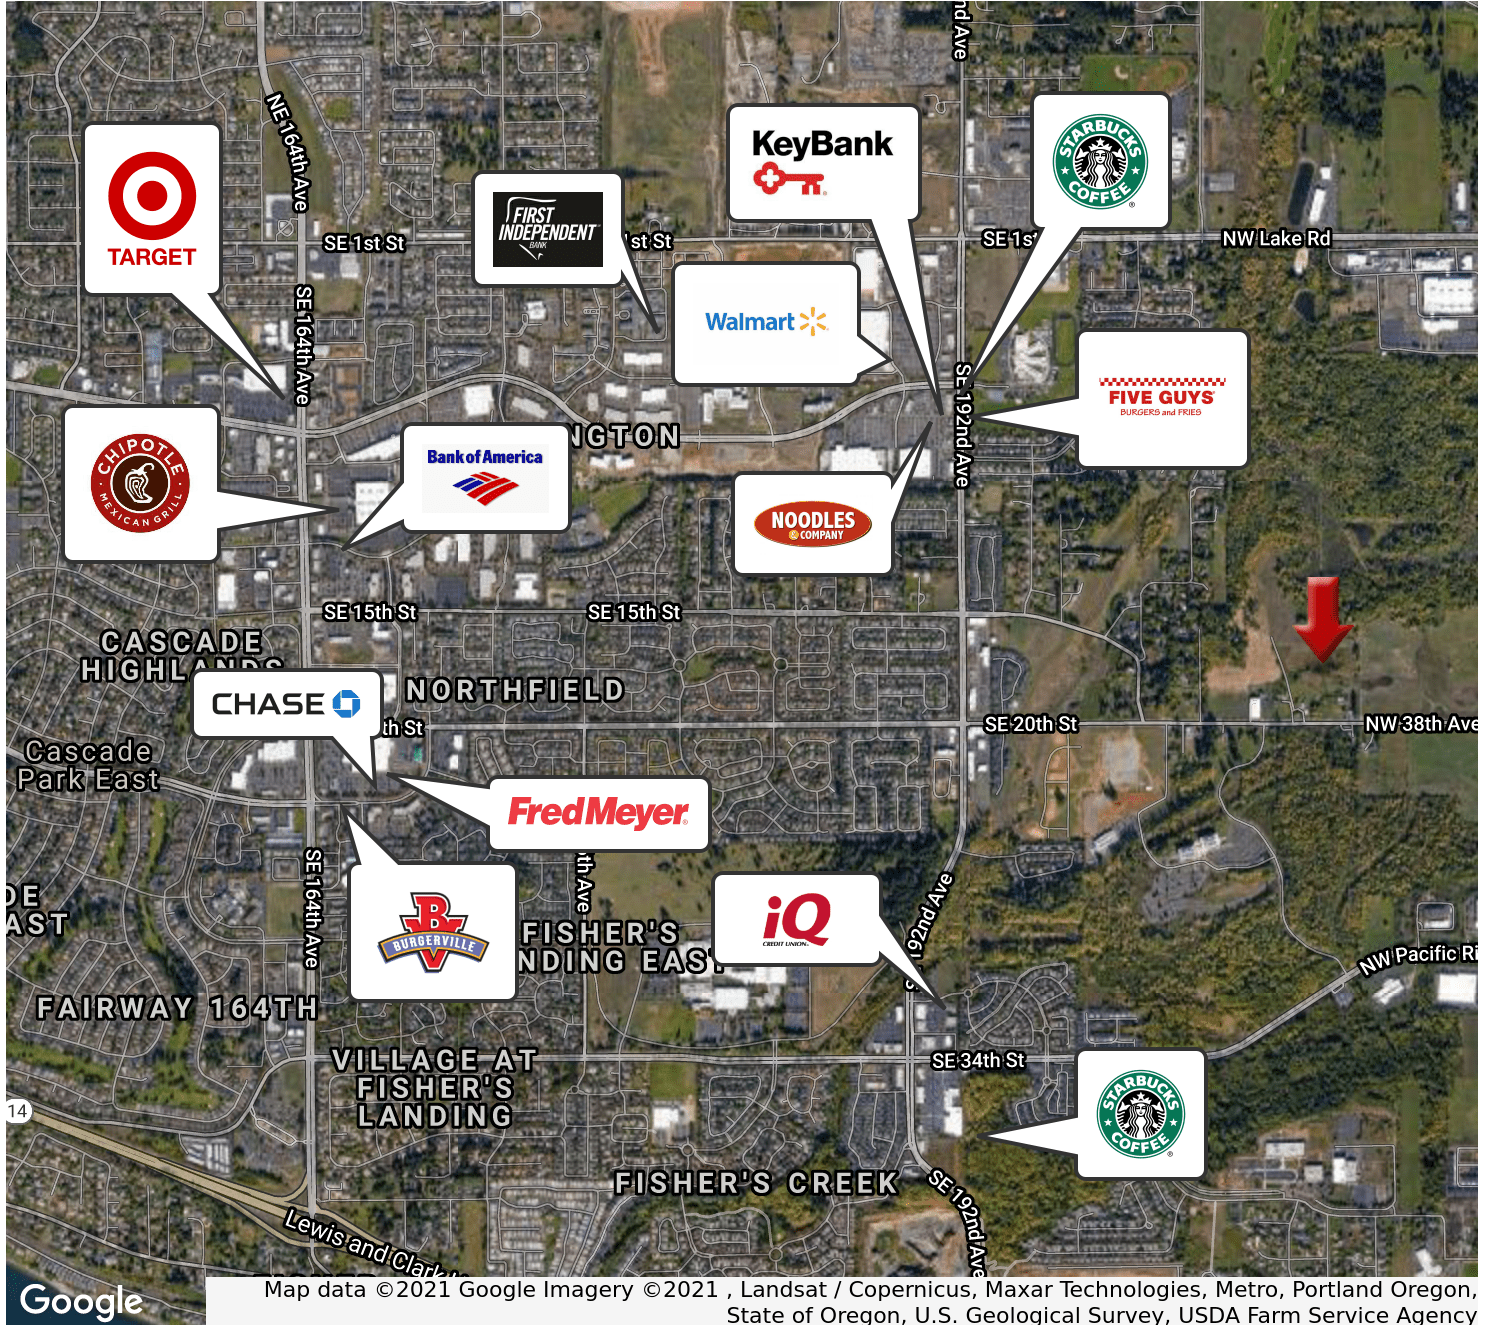 nd Ave
NE 164th Ave
TARGET
FIRST
INDEPENDENT
BANK
KeyBank
STARBUCKS
COFFEE
SE 1st St
1st St
SE 1st
NW Lake Rd
SE 164th Ave
Walmart
SE 192nd Ave
FIVE GUYS
BURGERS and FRIES
CHIPOTLE
MEXICAN GRILL
Bank of America
NGTON
NOODLES
& COMPANY
SE 15th St
SE 15th St
CASCADE
HIGHLANDS
NORTHFIELD
CHASE
th St
SE 20th St
NW 38th Ave
Cascade
Park East
FredMeyer
SE 164th Ave
th Ave
DE
AST
BURGERVILLE
FISHER'S
NDING EAST
iQ
CREDIT UNION
192nd Ave
NW Pacific Ri
FAIRWAY 164TH
VILLAGE AT
FISHER'S
LANDING
SE 34th St
STARBUCKS
COFFEE
14
FISHER'S CREEK
SE 192nd Ave
Lewis and Clark
Google
Map data ©2021 Google Imagery ©2021 , Landsat / Copernicus, Maxar Technologies, Metro, Portland Oregon,
State of Oregon, U.S. Geological Survey, USDA Farm Service Agency